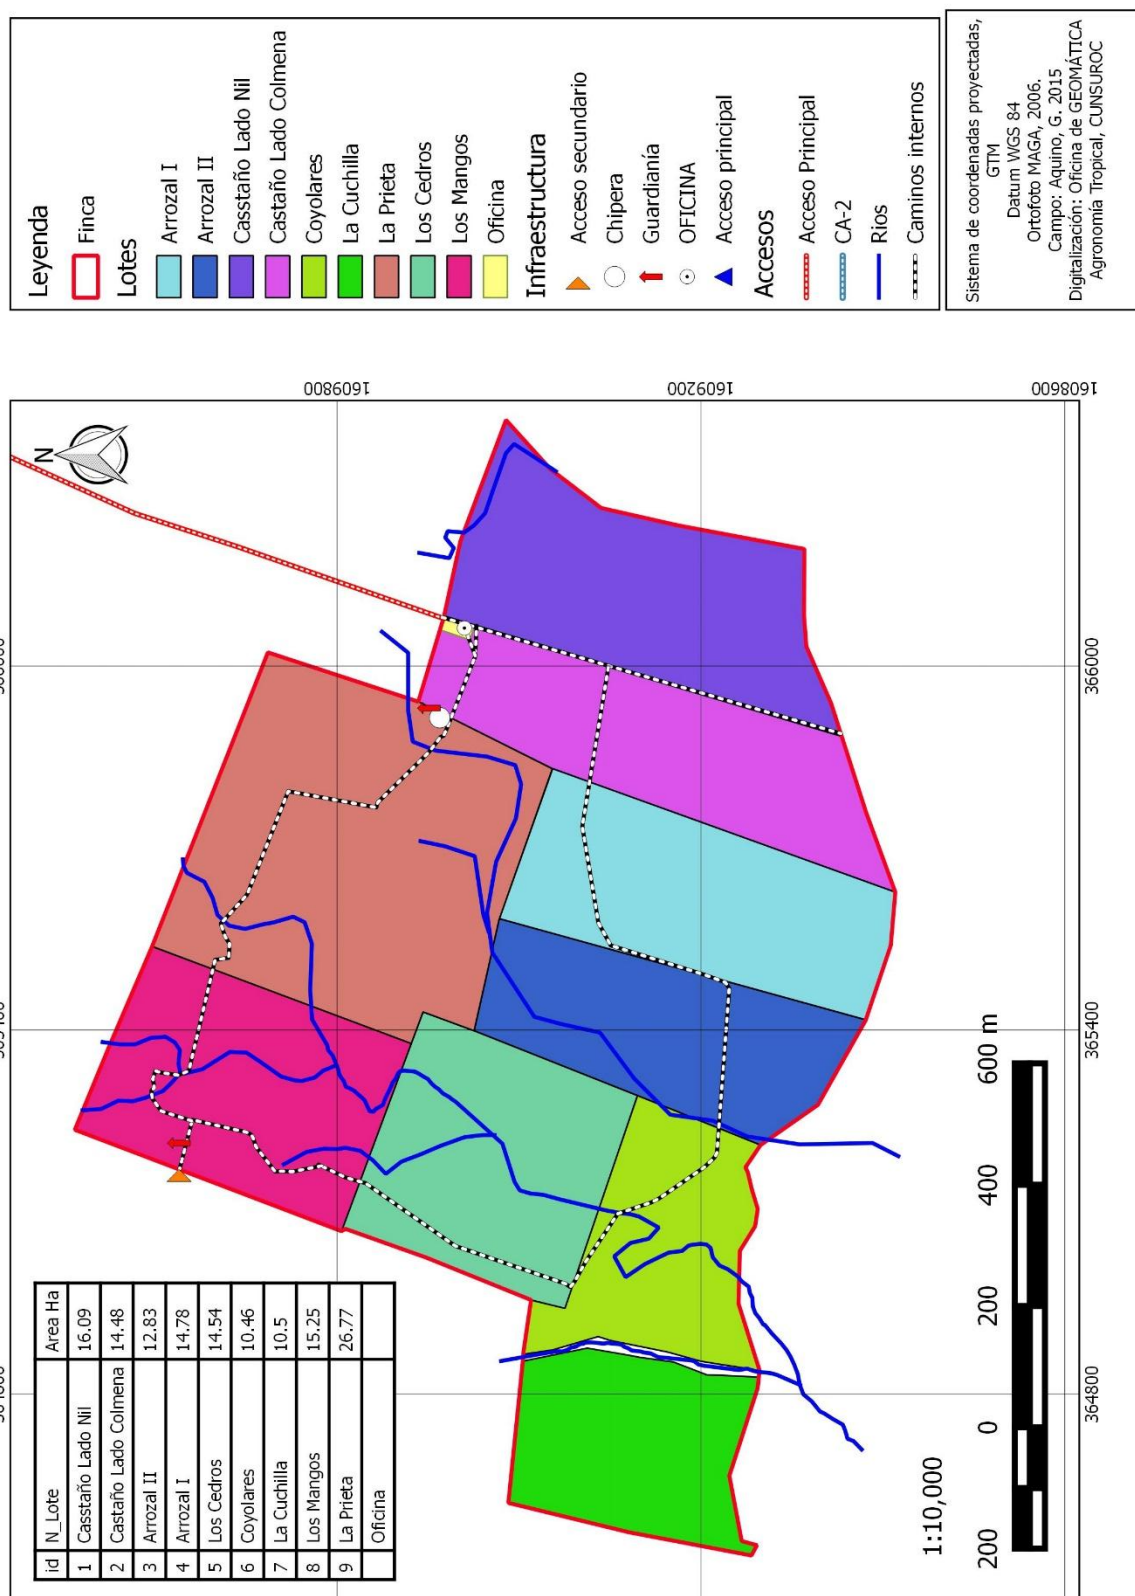 id N_Lote Area Ha
1 Casstaño Lado Nil 16.09
2 Castaño Lado Colmena 14.48
3 Arrozal II 12.83
4 Arrozal I 14.78
5 Los Cedros 14.54
6 Coyolares 10.46
7 La Cuchilla 10.5
8 Los Mangos 15.25
9 La Prieta 26.77
Oficina
N
1609800
1609200
1608600
364800
365400
366000
1:10,000
200 0 200 400 600 m
Leyenda
Finca
Lotes
Arrozal I
Arrozal II
Casstaño Lado Nil
Castaño Lado Colmena
Coyolares
La Cuchilla
La Prieta
Los Cedros
Los Mangos
Oficina
Infraestructura
Acceso secundario
Chipera
Guardianía
OFICINA
Acceso principal
Accesos
Acceso Principal
CA-2
Rios
Caminos internos
Sistema de coordenadas proyectadas,
GTM
Datum WGS 84
Ortofoto MAGA, 2006.
Campo: Aquino, G. 2015
Digitalización: Oficina de GEOMÁTICA
Agronomía Tropical, CUNSUROC